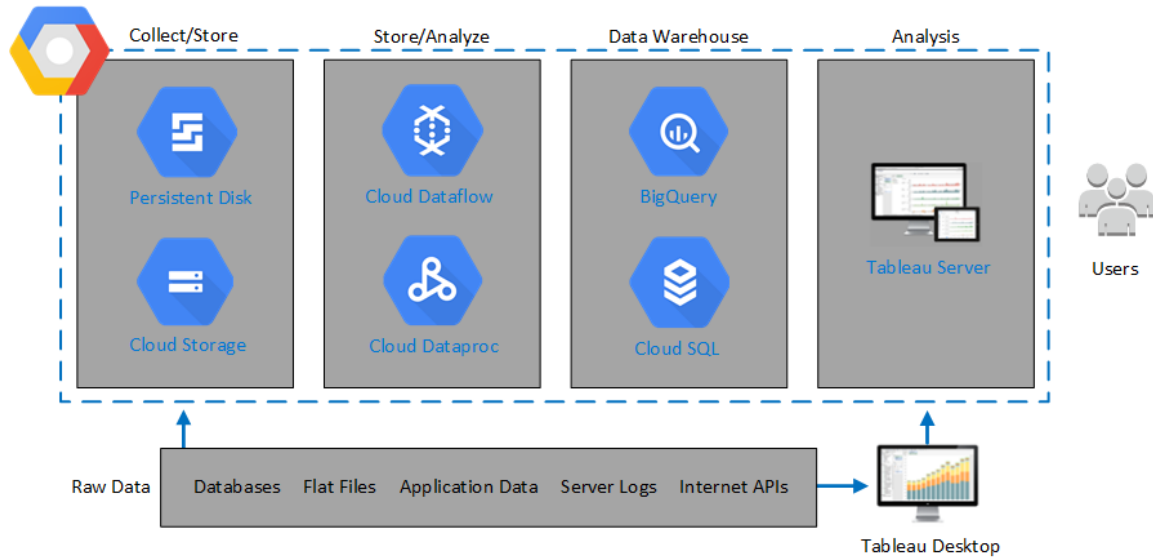 Collect/Store
Store/Analyze
Data Warehouse
Analysis
Persistent Disk
Cloud Dataflow
BigQuery
Tableau Server
Users
Cloud Storage
Cloud Dataproc
Cloud SQL
Raw Data
Databases
Flat Files
Application Data
Server Logs
Internet APIs
Tableau Desktop